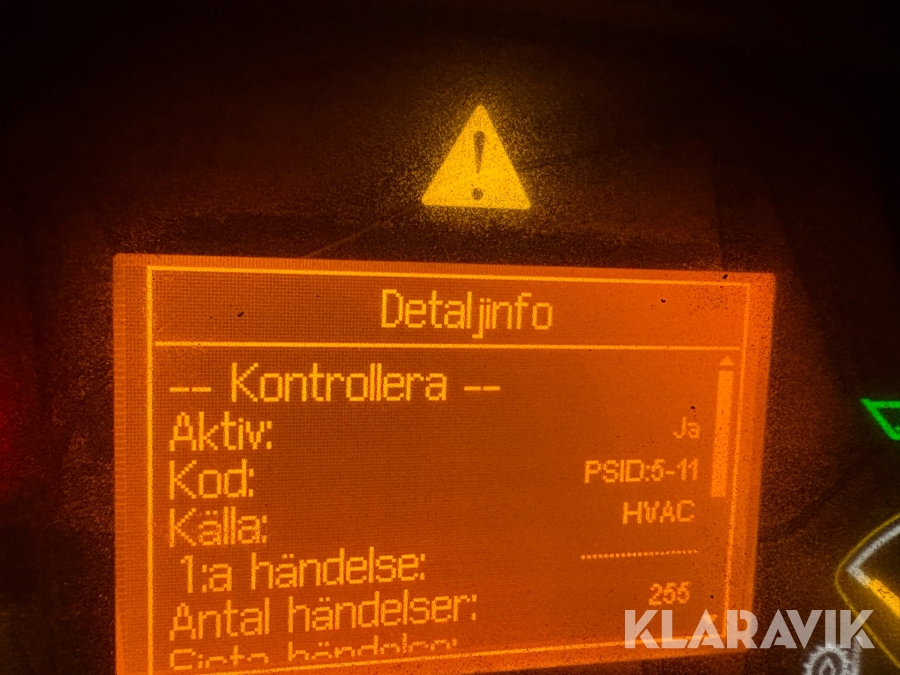 Detaljinfo
-- Kontrollera --
Aktiv: Ja
Kod: PSID:5-11
Källa: HVAC
1:a händelse: --------------
Antal händelser: 255
KLARAVIK